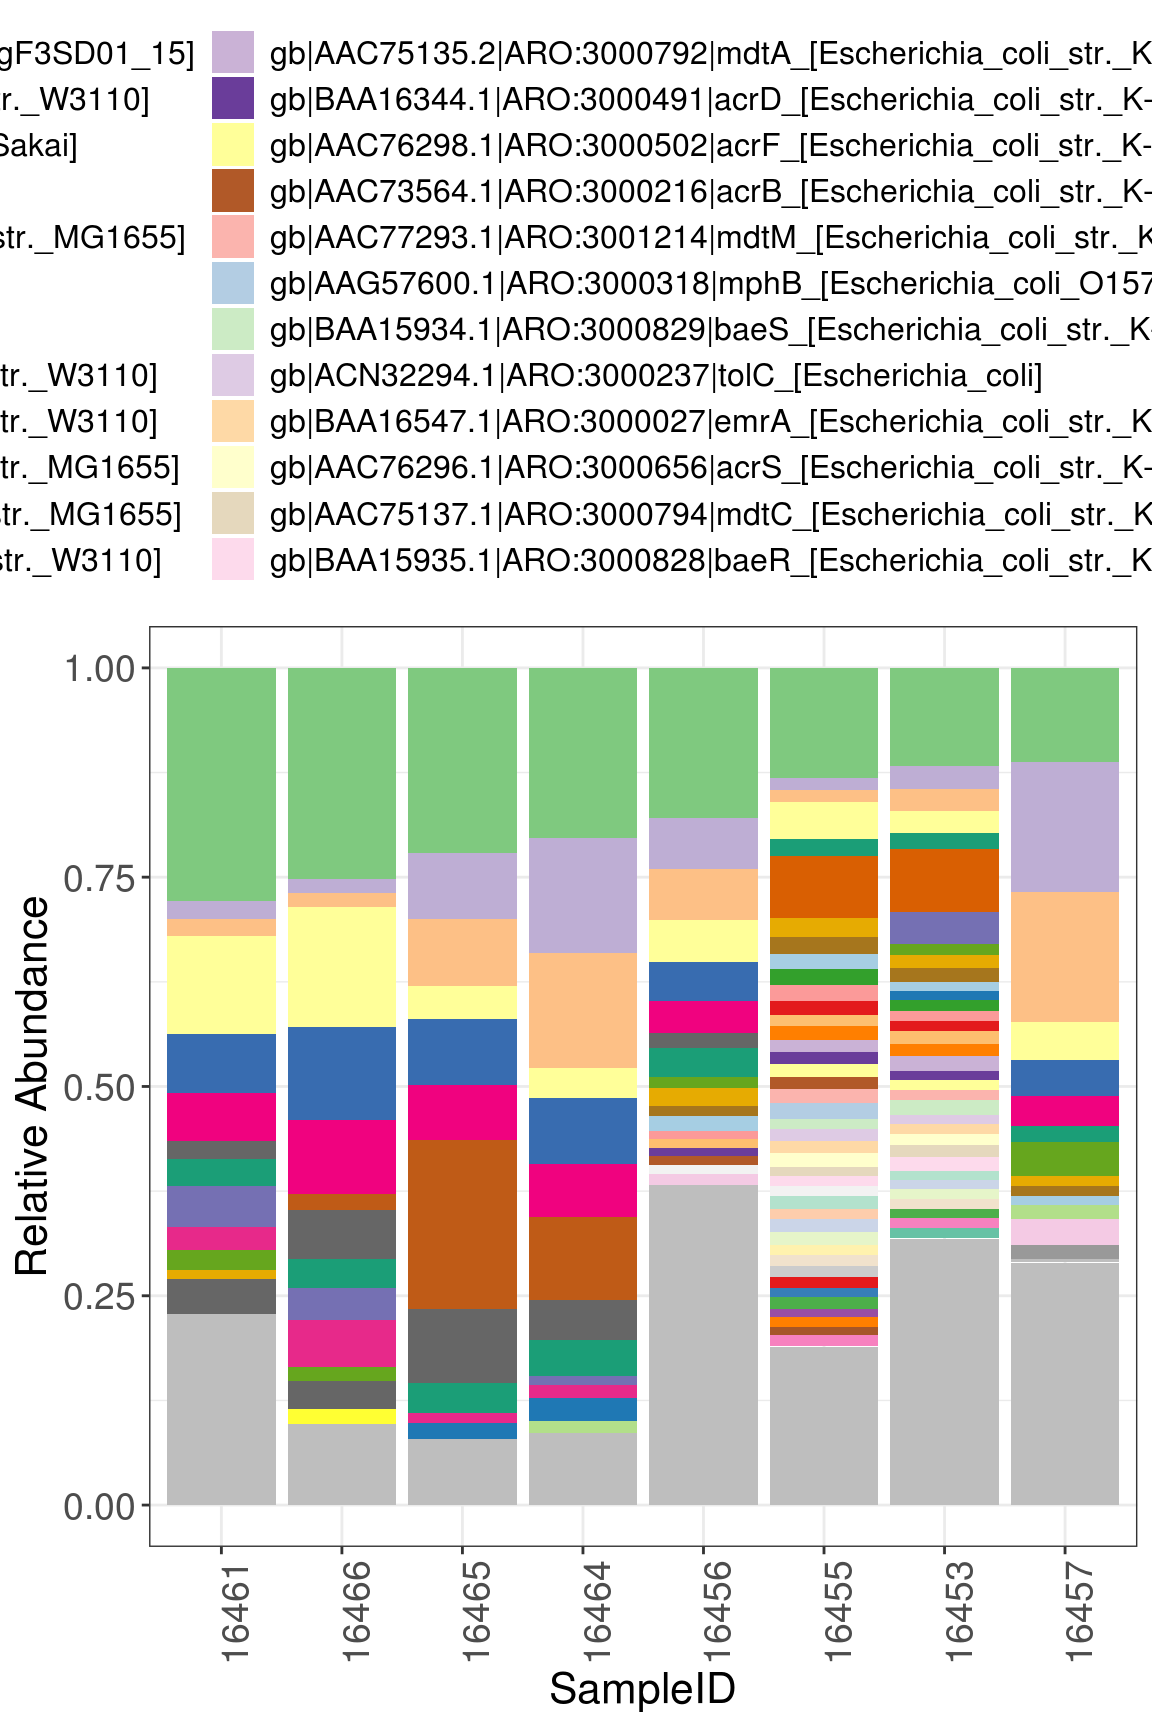 gF3SD01_15] gb|AAC75135.2|ARO:3000792|mdtA_[Escherichia_coli_str._K
r._W3110] gb|BAA16344.1|ARO:3000491|acrD_[Escherichia_coli_str._K-
Sakai] gb|AAC76298.1|ARO:3000502|acrF_[Escherichia_coli_str._K-
gb|AAC73564.1|ARO:3000216|acrB_[Escherichia_coli_str._K-
str._MG1655] gb|AAC77293.1|ARO:3001214|mdtM_[Escherichia_coli_str._K
gb|AAG57600.1|ARO:3000318|mphB_[Escherichia_coli_O157
gb|BAA15934.1|ARO:3000829|baeS_[Escherichia_coli_str._K-
tr._W3110] gb|ACN32294.1|ARO:3000237|tolC_[Escherichia_coli]
tr._W3110] gb|BAA16547.1|ARO:3000027|emrA_[Escherichia_coli_str._K
tr._MG1655] gb|AAC76296.1|ARO:3000656|acrS_[Escherichia_coli_str._K-
str._MG1655] gb|AAC75137.1|ARO:3000794|mdtC_[Escherichia_coli_str._K
str._W3110] gb|BAA15935.1|ARO:3000828|baeR_[Escherichia_coli_str._K
1.00
0.75
0.50
0.25
0.00
Relative Abundance
16461 16466 16465 16464 16456 16455 16453 16457
SampleID